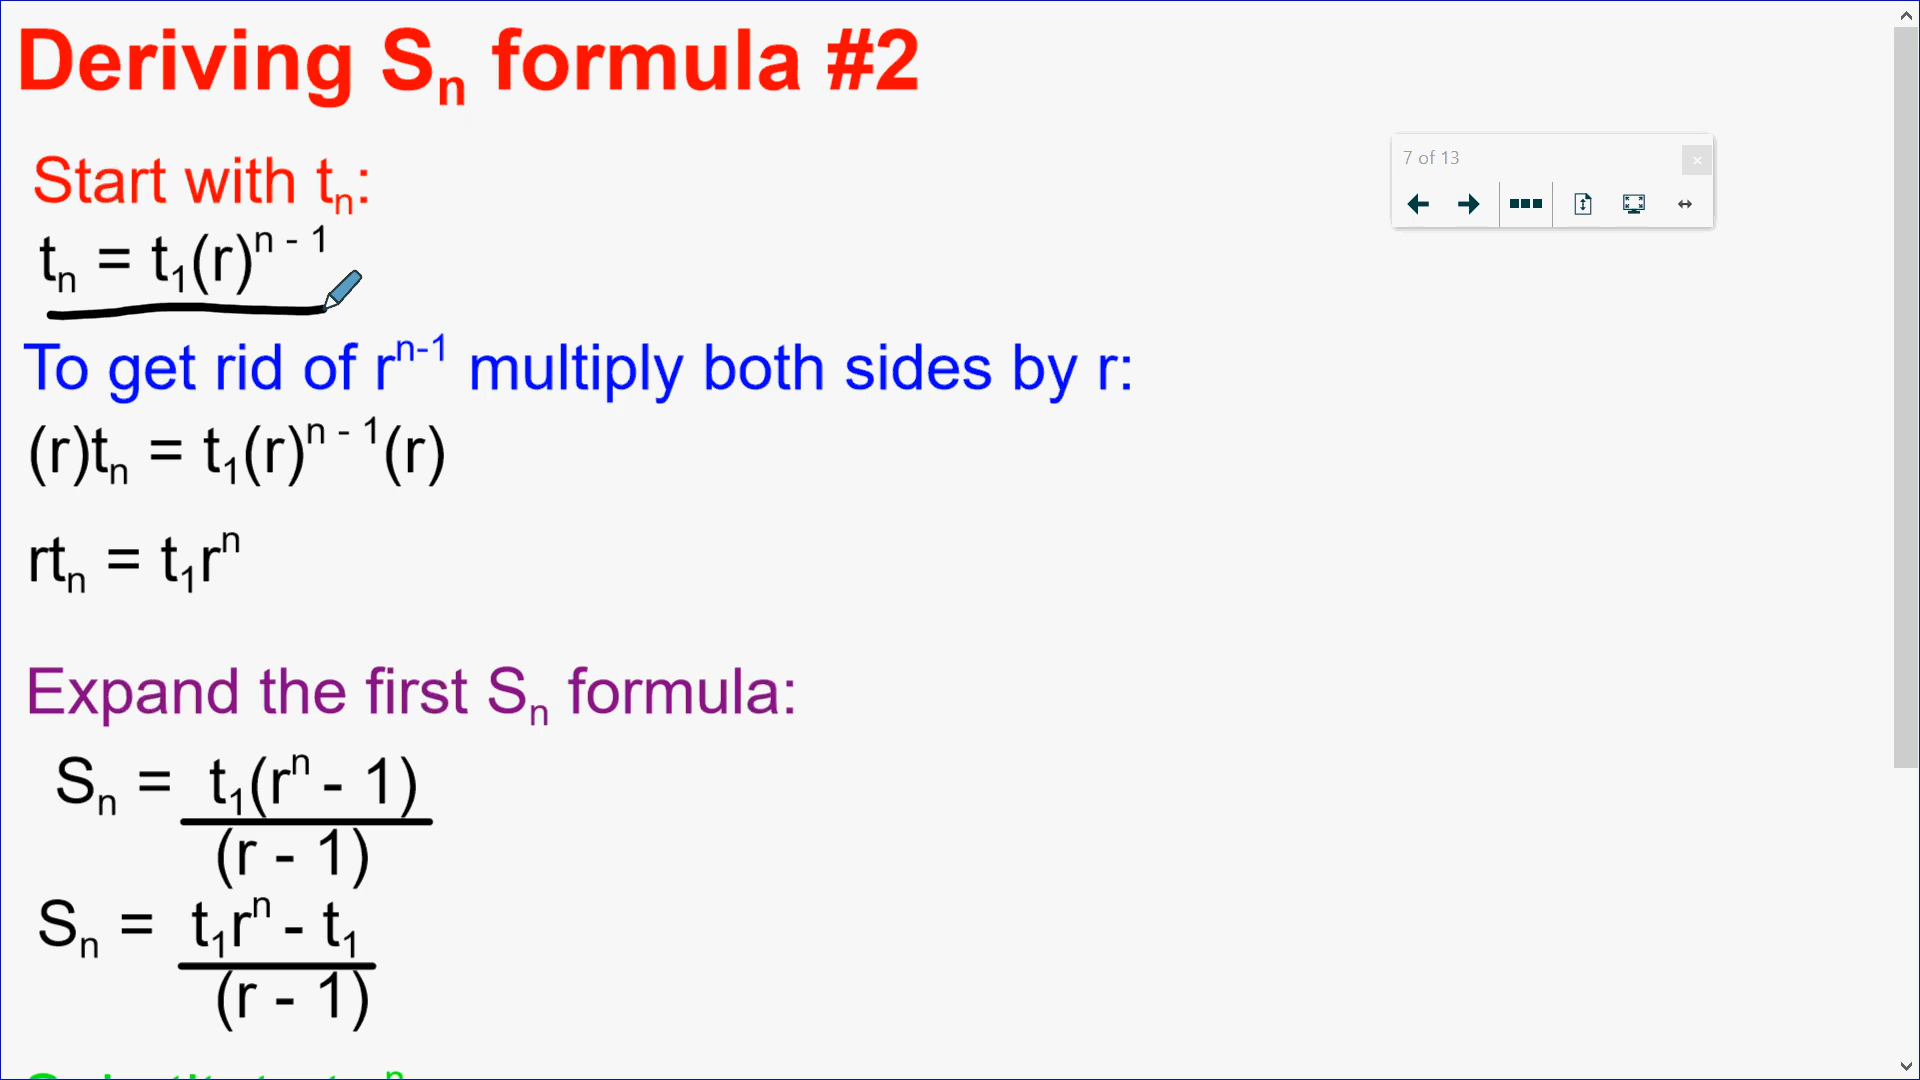 Deriving Sₙ formula #2
Start with tₙ:
tₙ = t₁(r)ⁿ ⁻ ¹
7 of 13
To get rid of rⁿ⁻¹ multiply both sides by r:
(r)tₙ = t₁(r)ⁿ ⁻ ¹(r)
rtₙ = t₁rⁿ
Expand the first Sₙ formula:
Sₙ = t₁(rⁿ - 1)
(r - 1)
Sₙ = t₁rⁿ - t₁
(r - 1)